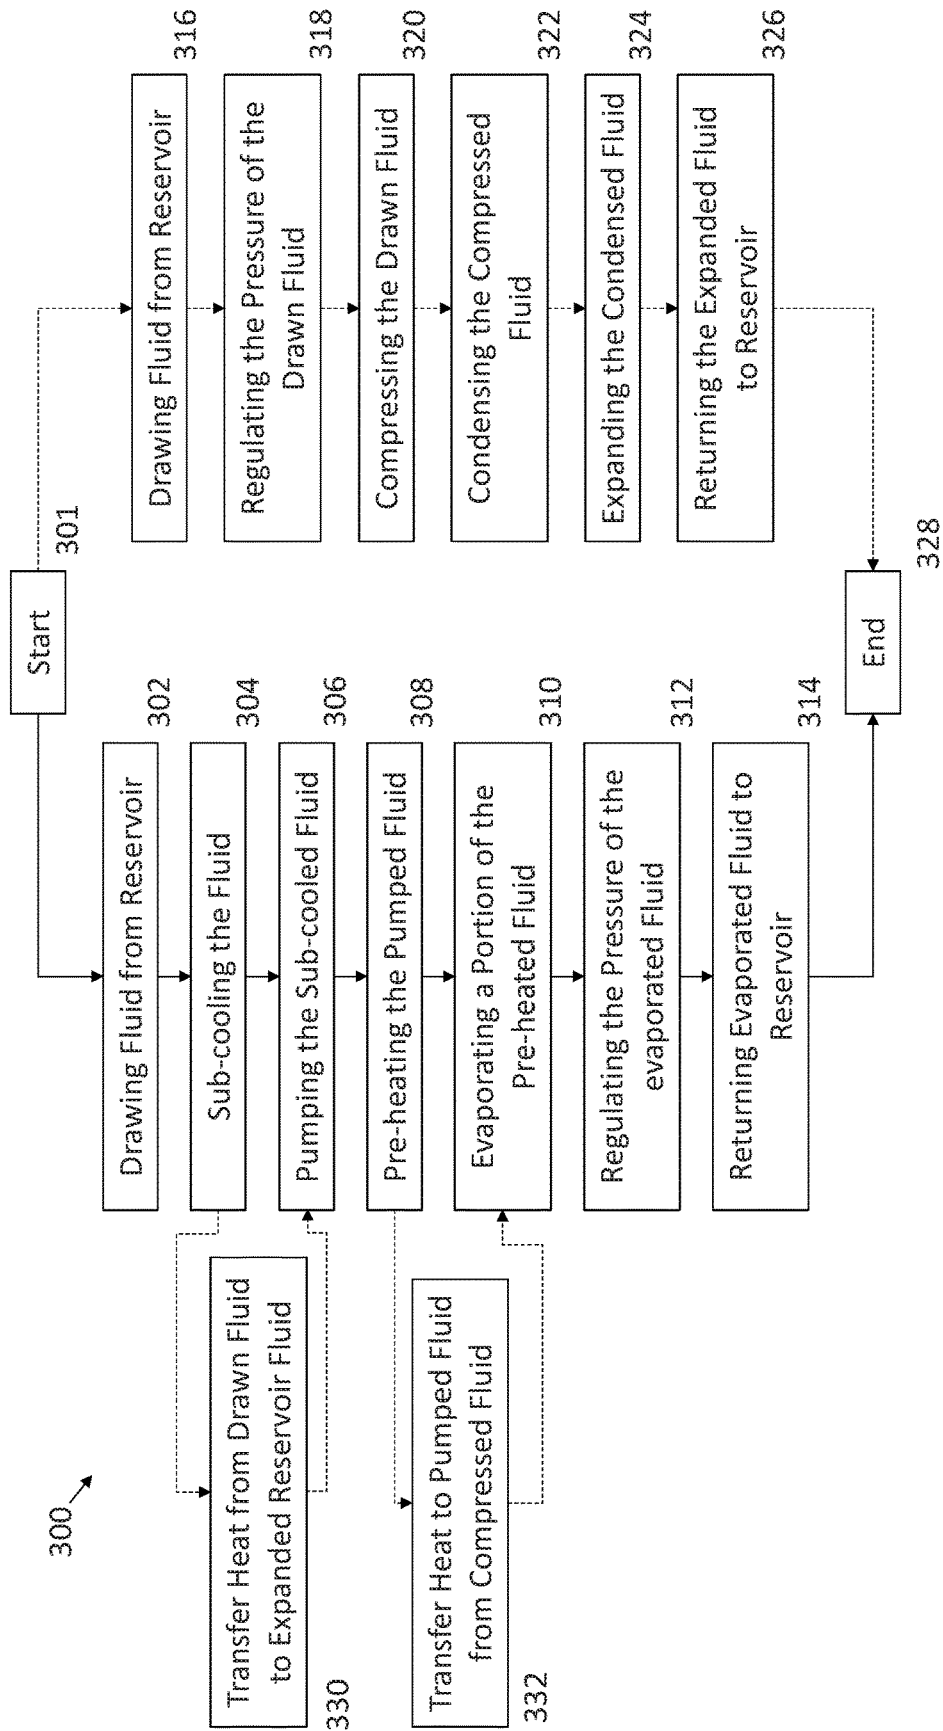 300
Start
301
Drawing Fluid from Reservoir
302
Sub-cooling the Fluid
304
Pumping the Sub-cooled Fluid
306
Pre-heating the Pumped Fluid
308
Evaporating a Portion of the
Pre-heated Fluid
310
Regulating the Pressure of the
evaporated Fluid
312
Returning Evaporated Fluid to
Reservoir
314
Transfer Heat from Drawn Fluid
to Expanded Reservoir Fluid
330
Transfer Heat to Pumped Fluid
from Compressed Fluid
332
Drawing Fluid from Reservoir
316
Regulating the Pressure of the
Drawn Fluid
318
Compressing the Drawn Fluid
320
Condensing the Compressed
Fluid
322
Expanding the Condensed Fluid
324
Returning the Expanded Fluid
to Reservoir
326
End
328